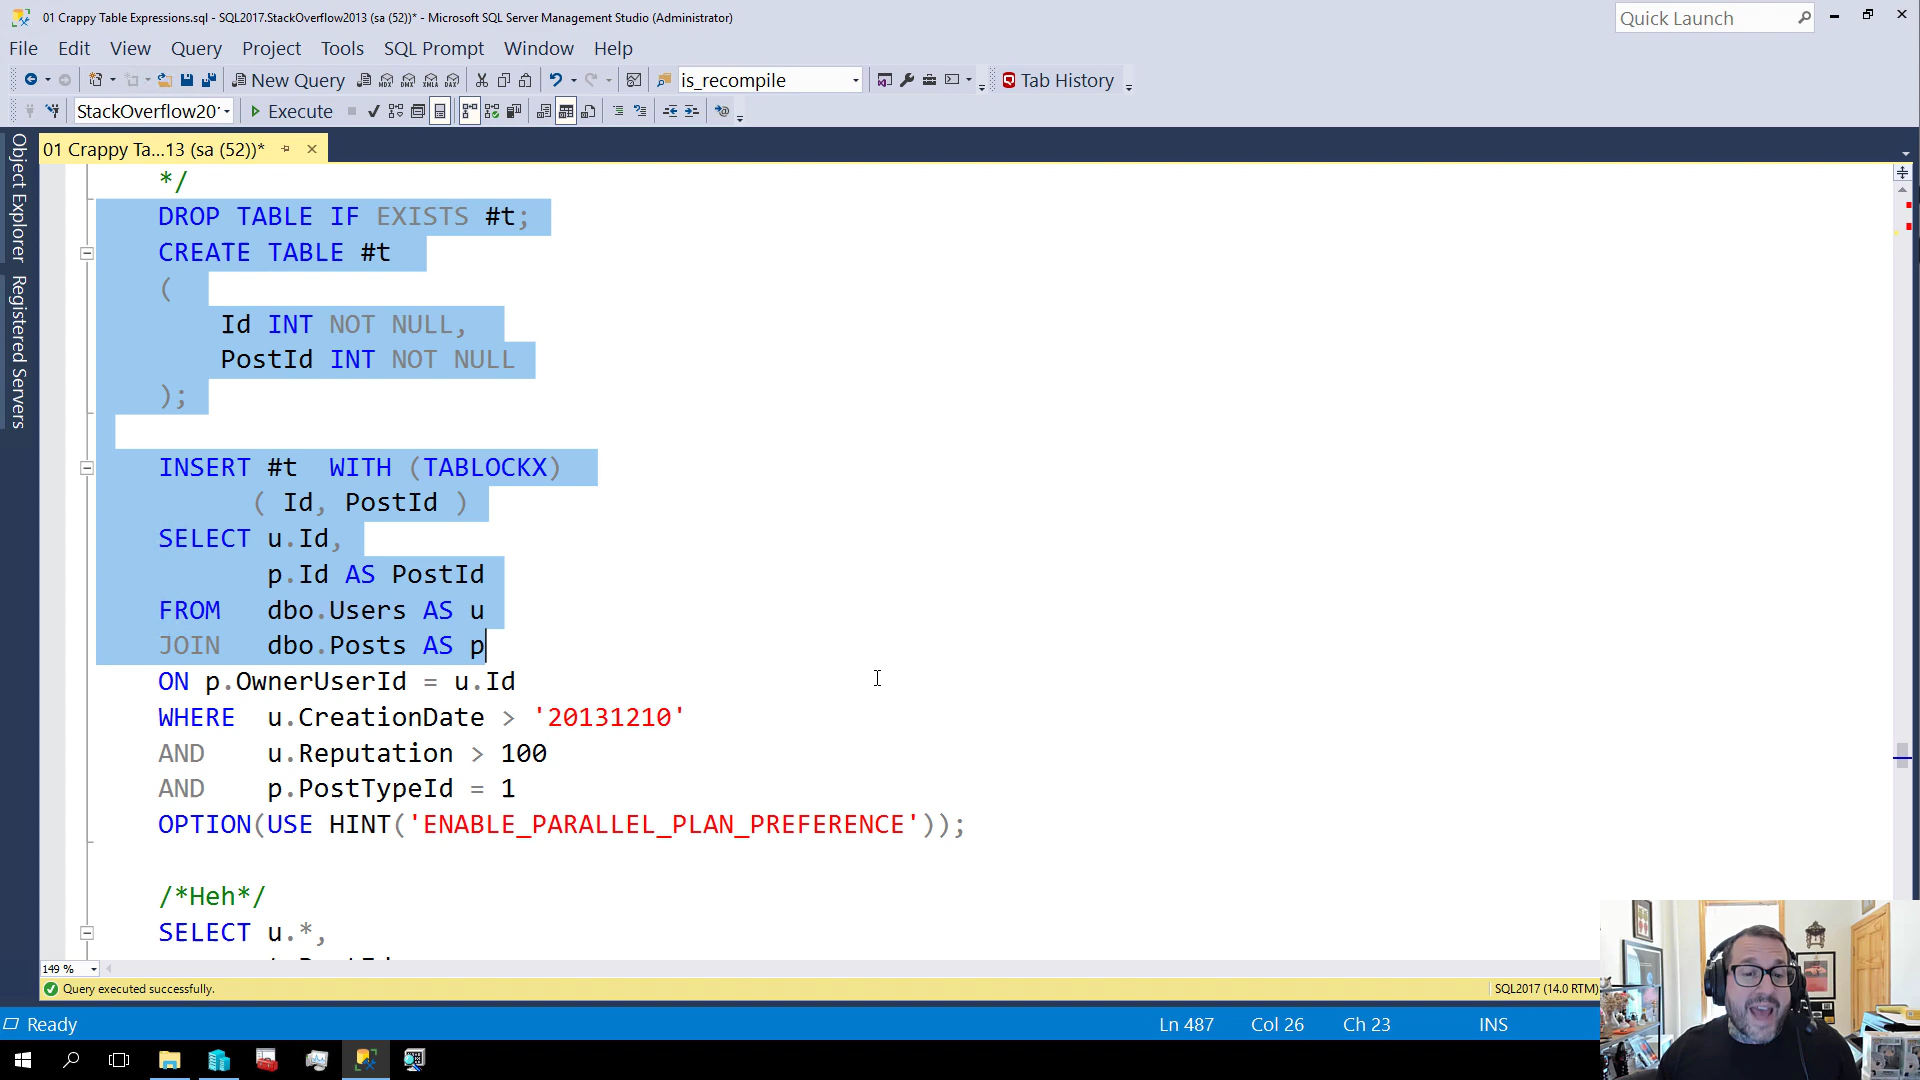 01 Crappy Table Expressions.sql - SQL2017.StackOverflow2013 (sa (52))* - Microsoft SQL Server Management Studio (Administrator)
Quick Launch
File Edit View Query Project Tools SQL Prompt Window Help
New Query
is_recompile
Tab History
StackOverflow20'
Execute
01 Crappy Ta...13 (sa (52))*
Object Explorer
Registered Servers
*/
DROP TABLE IF EXISTS #t;
CREATE TABLE #t
(
Id INT NOT NULL,
PostId INT NOT NULL
);
INSERT #t WITH (TABLOCKX)
( Id, PostId )
SELECT u.Id,
p.Id AS PostId
FROM dbo.Users AS u
JOIN dbo.Posts AS p
ON p.OwnerUserId = u.Id
WHERE u.CreationDate > '20131210'
AND u.Reputation > 100
AND p.PostTypeId = 1
OPTION(USE HINT('ENABLE_PARALLEL_PLAN_PREFERENCE'));
/*Heh*/
SELECT u.*,
149 %
Query executed successfully.
SQL2017 (14.0 RTM)
Ready
Ln 487
Col 26
Ch 23
INS